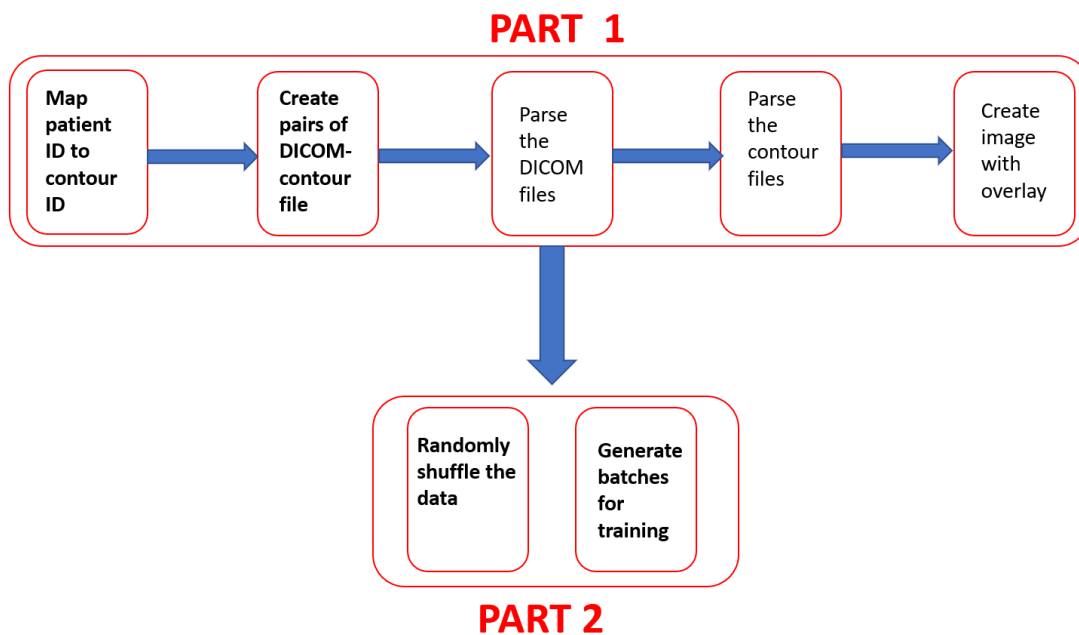 PART 1
Map
patient
ID to
contour
ID
Create
pairs of
DICOM-
contour
file
Parse
the
DICOM
files
Parse
the
contour
files
Create
image
with
overlay
Randomly
shuffle the
data
Generate
batches
for
training
PART 2